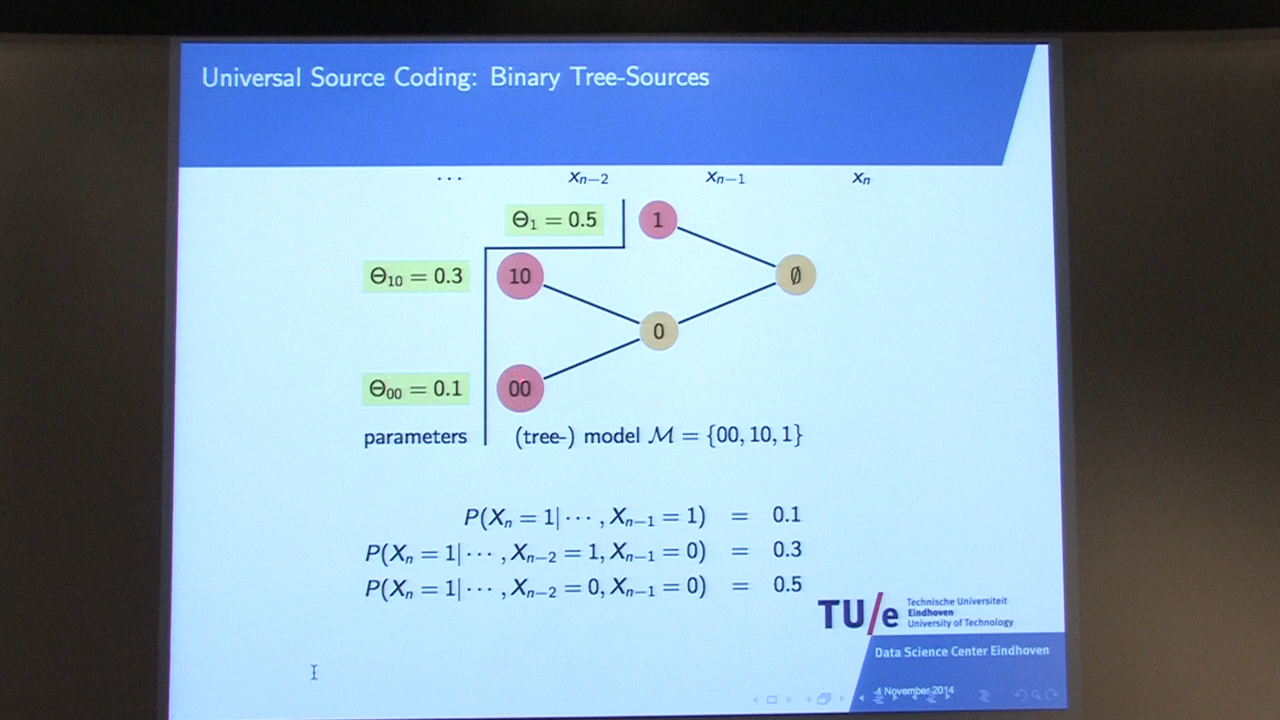 Universal Source Coding: Binary Tree-Sources
··· xₙ₋₂ xₙ₋₁ xₙ
Θ₁ = 0.5 1
Θ₁₀ = 0.3 10 ∅
0
Θ₀₀ = 0.1 00
parameters (tree-) model ℳ = {00, 10, 1}
P(Xₙ = 1|··· , Xₙ₋₁ = 1) = 0.1
P(Xₙ = 1|··· , Xₙ₋₂ = 1, Xₙ₋₁ = 0) = 0.3
P(Xₙ = 1|··· , Xₙ₋₂ = 0, Xₙ₋₁ = 0) = 0.5
TU/e Technische Universiteit
Eindhoven
University of Technology
Data Science Center Eindhoven
4 November 2014